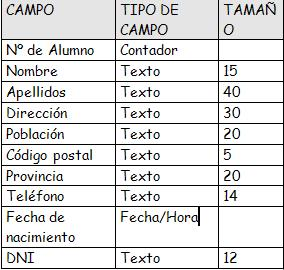 CAMPO TIPO DE CAMPO TAMAÑO
Nº de Alumno Contador
Nombre Texto 15
Apellidos Texto 40
Dirección Texto 30
Población Texto 20
Código postal Texto 5
Provincia Texto 20
Teléfono Texto 14
Fecha de nacimiento Fecha/Hora
DNI Texto 12